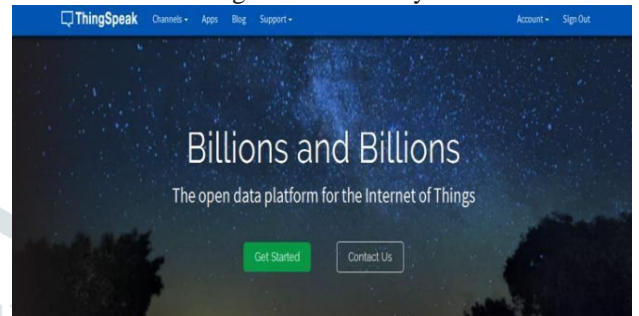 ThingSpeak Channels Apps Blog Support Account Sign Out
Billions and Billions
The open data platform for the Internet of Things
Get Started Contact Us